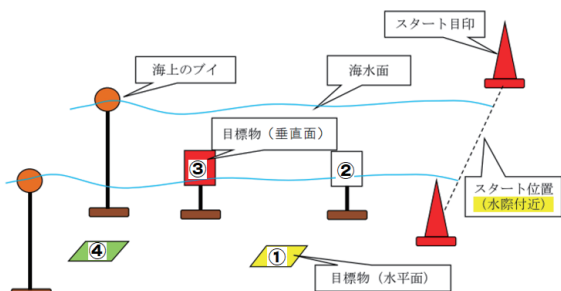 スタート目印
海上のブイ
海水面
目標物（垂直面）
③
②
スタート位置
（水際付近）
④
①
目標物（水平面）